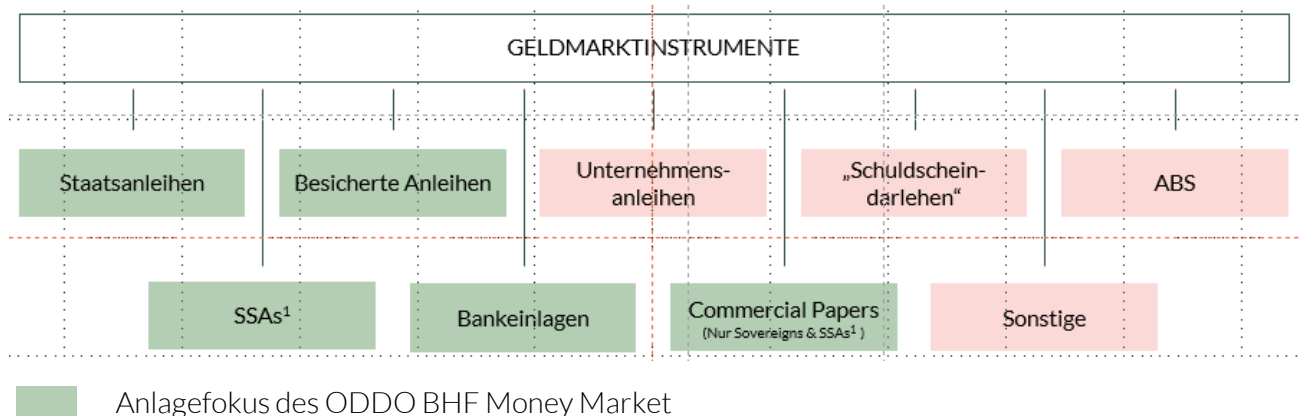 GELDMARKTINSTRUMENTE
Staatsanleihen
Besicherte Anleihen
Unternehmens-
anleihen
„Schuldschein-
darlehen“
ABS
SSAs¹
Bankeinlagen
Commercial Papers
(Nur Sovereigns & SSAs¹ )
Sonstige
Anlagefokus des ODDO BHF Money Market